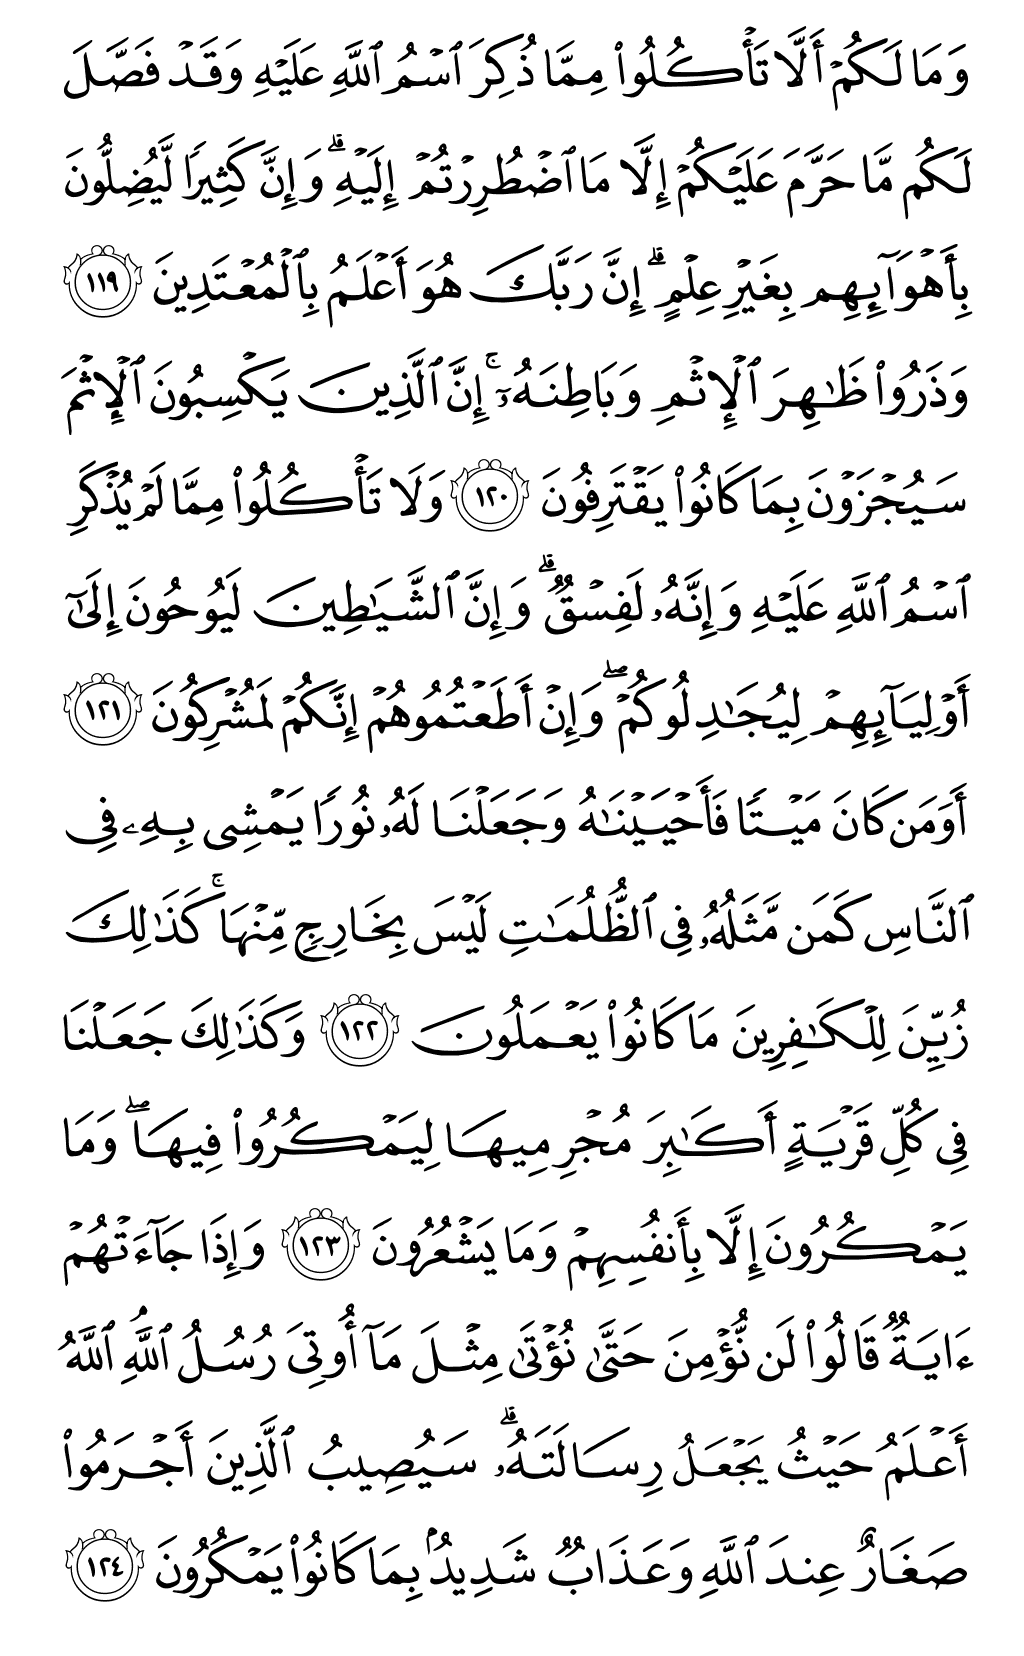 وَمَا لَكُمْ أَلَّا تَأْكُلُوا۟ مِمَّا ذُكِرَ ٱسْمُ ٱللَّهِ عَلَيْهِ وَقَدْ فَصَّلَ
لَكُم مَّا حَرَّمَ عَلَيْكُمْ إِلَّا مَا ٱضْطُرِرْتُمْ إِلَيْهِ ۗ وَإِنَّ كَثِيرًا لَّيُضِلُّونَ
بِأَهْوَآئِهِم بِغَيْرِ عِلْمٍ ۗ إِنَّ رَبَّكَ هُوَ أَعْلَمُ بِٱلْمُعْتَدِينَ ١١٩
وَذَرُوا۟ ظَٰهِرَ ٱلْإِثْمِ وَبَاطِنَهُۥٓ ۚ إِنَّ ٱلَّذِينَ يَكْسِبُونَ ٱلْإِثْمَ
سَيُجْزَوْنَ بِمَا كَانُوا۟ يَقْتَرِفُونَ ١٢٠ وَلَا تَأْكُلُوا۟ مِمَّا لَمْ يُذْكَرِ
ٱسْمُ ٱللَّهِ عَلَيْهِ وَإِنَّهُۥ لَفِسْقٌ ۗ وَإِنَّ ٱلشَّيَٰطِينَ لَيُوحُونَ إِلَىٰٓ
أَوْلِيَآئِهِمْ لِيُجَٰدِلُوكُمْ ۖ وَإِنْ أَطَعْتُمُوهُمْ إِنَّكُمْ لَمُشْرِكُونَ ١٢١
أَوَمَن كَانَ مَيْتًا فَأَحْيَيْنَٰهُ وَجَعَلْنَا لَهُۥ نُورًا يَمْشِى بِهِۦ فِى
ٱلنَّاسِ كَمَن مَّثَلُهُۥ فِى ٱلظُّلُمَٰتِ لَيْسَ بِخَارِجٍ مِّنْهَا ۚ كَذَٰلِكَ
زُيِّنَ لِلْكَٰفِرِينَ مَا كَانُوا۟ يَعْمَلُونَ ١٢٢ وَكَذَٰلِكَ جَعَلْنَا
فِى كُلِّ قَرْيَةٍ أَكَٰبِرَ مُجْرِمِيهَا لِيَمْكُرُوا۟ فِيهَا ۖ وَمَا
يَمْكُرُونَ إِلَّا بِأَنفُسِهِمْ وَمَا يَشْعُرُونَ ١٢٣ وَإِذَا جَآءَتْهُمْ
ءَايَةٌ قَالُوا۟ لَن نُّؤْمِنَ حَتَّىٰ نُؤْتَىٰ مِثْلَ مَآ أُوتِىَ رُسُلُ ٱللَّهِ ۘ ٱللَّهُ
أَعْلَمُ حَيْثُ يَجْعَلُ رِسَالَتَهُۥ ۗ سَيُصِيبُ ٱلَّذِينَ أَجْرَمُوا۟
صَغَارٌ عِندَ ٱللَّهِ وَعَذَابٌ شَدِيدٌۢ بِمَا كَانُوا۟ يَمْكُرُونَ ١٢٤